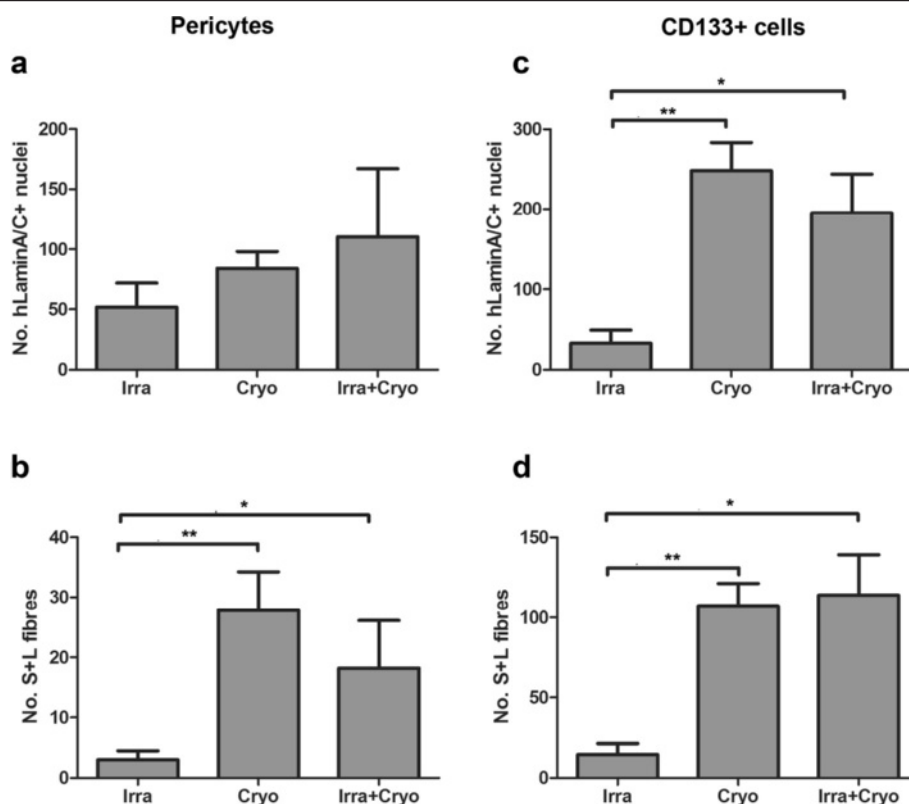 Pericytes
CD133+ cells
a
No. hLaminA/C+ nuclei
200
150
100
50
0
Irra Cryo Irra+Cryo
c
*
**
No. hLaminA/C+ nuclei
300
200
100
0
Irra Cryo Irra+Cryo
b
*
**
No. S+L fibres
40
30
20
10
0
Irra Cryo Irra+Cryo
d
*
**
No. S+L fibres
150
100
50
0
Irra Cryo Irra+Cryo